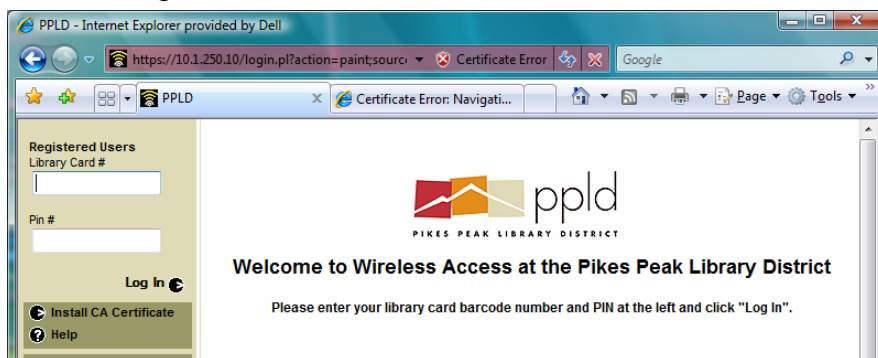 PPLD - Internet Explorer provided by Dell
https://10.1.250.10/login.pl?action=paint;source
Certificate Error
Google
PPLD
Certificate Error: Navigati...
Page
Tools
Registered Users
Library Card #
Pin #
Log In
Install CA Certificate
Help
ppld
PIKES PEAK LIBRARY DISTRICT
Welcome to Wireless Access at the Pikes Peak Library District
Please enter your library card barcode number and PIN at the left and click "Log In".